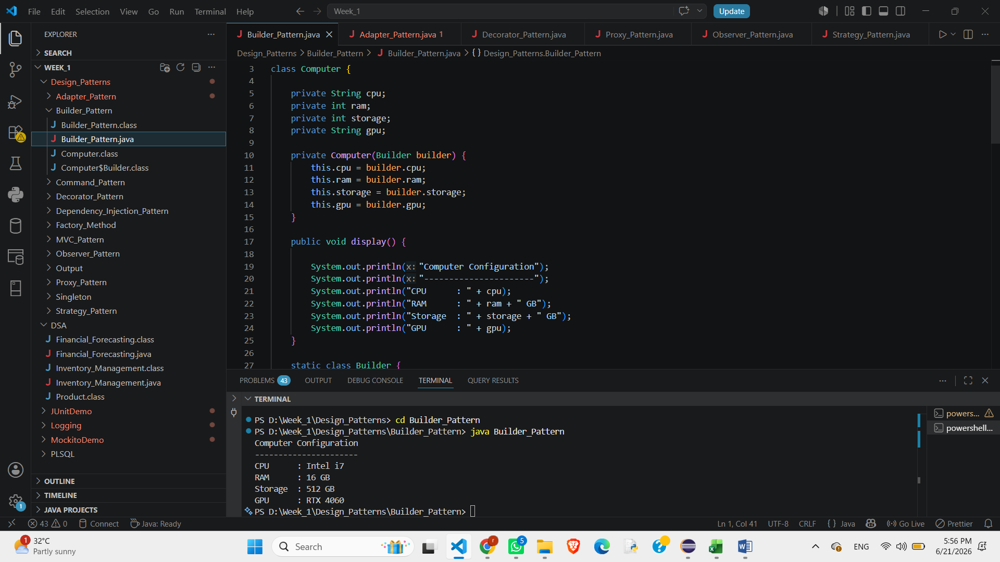 File Edit Selection View Go Run Terminal Help
Week_1
Update
EXPLORER
SEARCH
WEEK_1
Design_Patterns
Adapter_Pattern
Builder_Pattern
Builder_Pattern.class
Builder_Pattern.java
Computer.class
Computer$Builder.class
Command_Pattern
Decorator_Pattern
Dependency_Injection_Pattern
Factory_Method
MVC_Pattern
Observer_Pattern
Output
Proxy_Pattern
Singleton
Strategy_Pattern
DSA
Financial_Forecasting.class
Financial_Forecasting.java
Inventory_Management.class
Inventory_Management.java
Product.class
JUnitDemo
Logging
MockitoDemo
PLSQL
OUTLINE
TIMELINE
JAVA PROJECTS
Builder_Pattern.java Adapter_Pattern.java 1 Decorator_Pattern.java Proxy_Pattern.java Observer_Pattern.java Strategy_Pattern.java
Design_Patterns > Builder_Pattern > Builder_Pattern.java > {} Design_Patterns.Builder_Pattern
3 class Computer {
4
5 private String cpu;
6 private int ram;
7 private int storage;
8 private String gpu;
9
10 private Computer(Builder builder) {
11 this.cpu = builder.cpu;
12 this.ram = builder.ram;
13 this.storage = builder.storage;
14 this.gpu = builder.gpu;
15 }
16
17 public void display() {
18
19 System.out.println(x: "Computer Configuration");
20 System.out.println(x: "----------------------");
21 System.out.println("CPU      : " + cpu);
22 System.out.println("RAM      : " + ram + " GB");
23 System.out.println("Storage  : " + storage + " GB");
24 System.out.println("GPU      : " + gpu);
25 }
26
27 static class Builder {
PROBLEMS 43 OUTPUT DEBUG CONSOLE TERMINAL QUERY RESULTS
TERMINAL
PS D:\Week_1\Design_Patterns> cd Builder_Pattern
PS D:\Week_1\Design_Patterns\Builder_Pattern> java Builder_Pattern
Computer Configuration
----------------------
CPU      : Intel i7
RAM      : 16 GB
Storage  : 512 GB
GPU      : RTX 4060
PS D:\Week_1\Design_Patterns\Builder_Pattern>
powers...
powershell...
1
43 0 Connect Java: Ready Ln 1, Col 41 UTF-8 CRLF {} Java Go Live Prettier
1 32°C
Partly sunny
Search
r
5
ENG
5:56 PM
6/21/2026